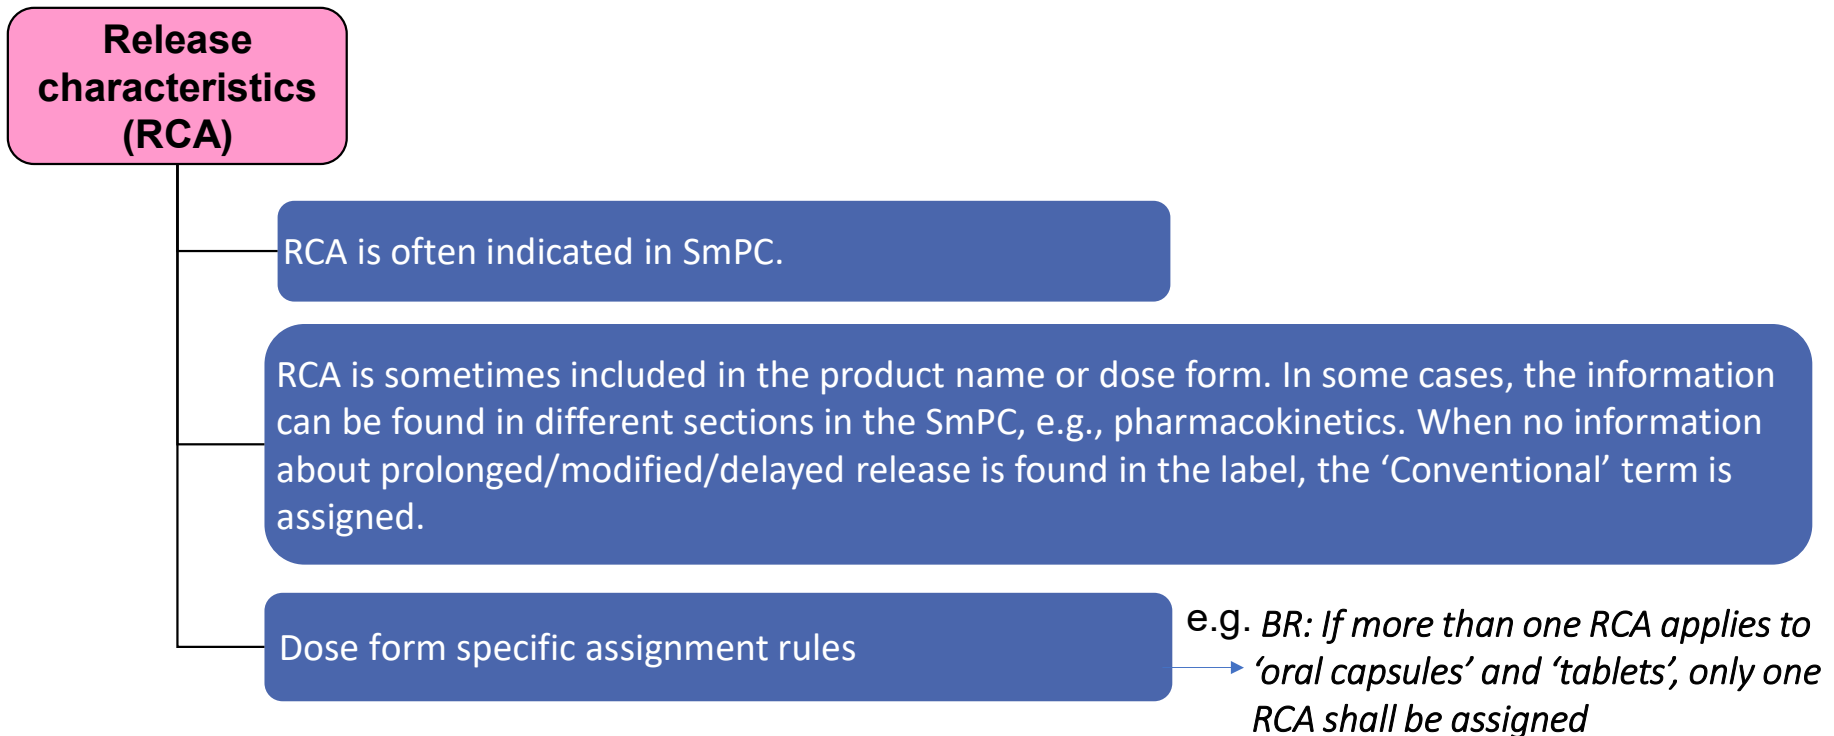 Release
characteristics
(RCA)
RCA is often indicated in SmPC.
RCA is sometimes included in the product name or dose form. In some cases, the information
can be found in different sections in the SmPC, e.g., pharmacokinetics. When no information
about prolonged/modified/delayed release is found in the label, the ‘Conventional’ term is
assigned.
Dose form specific assignment rules
e.g. BR: If more than one RCA applies to
‘oral capsules’ and ‘tablets’, only one
RCA shall be assigned